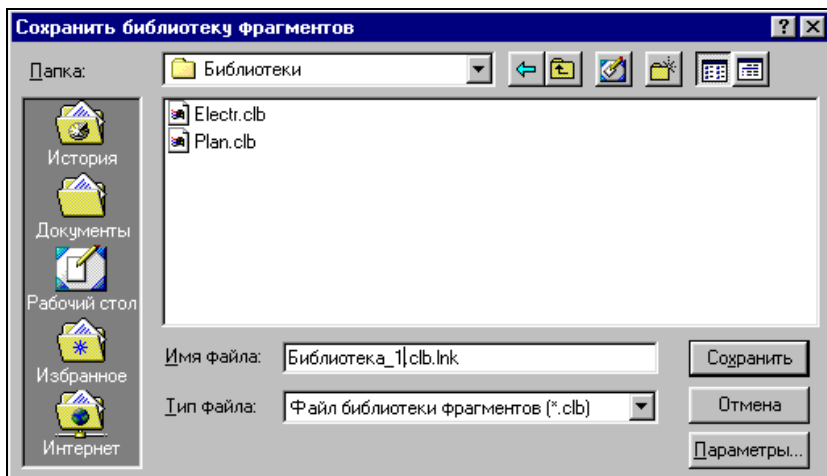 Сохранить библиотеку фрагментов
Папка:
Библиотеки
История
Документы
Рабочий стол
Избранное
Интернет
Electr.clb
Plan.clb
Имя файла:
Библиотека_1.clb.lnk
Сохранить
Тип файла:
Файл библиотеки фрагментов (*.clb)
Отмена
Параметры...